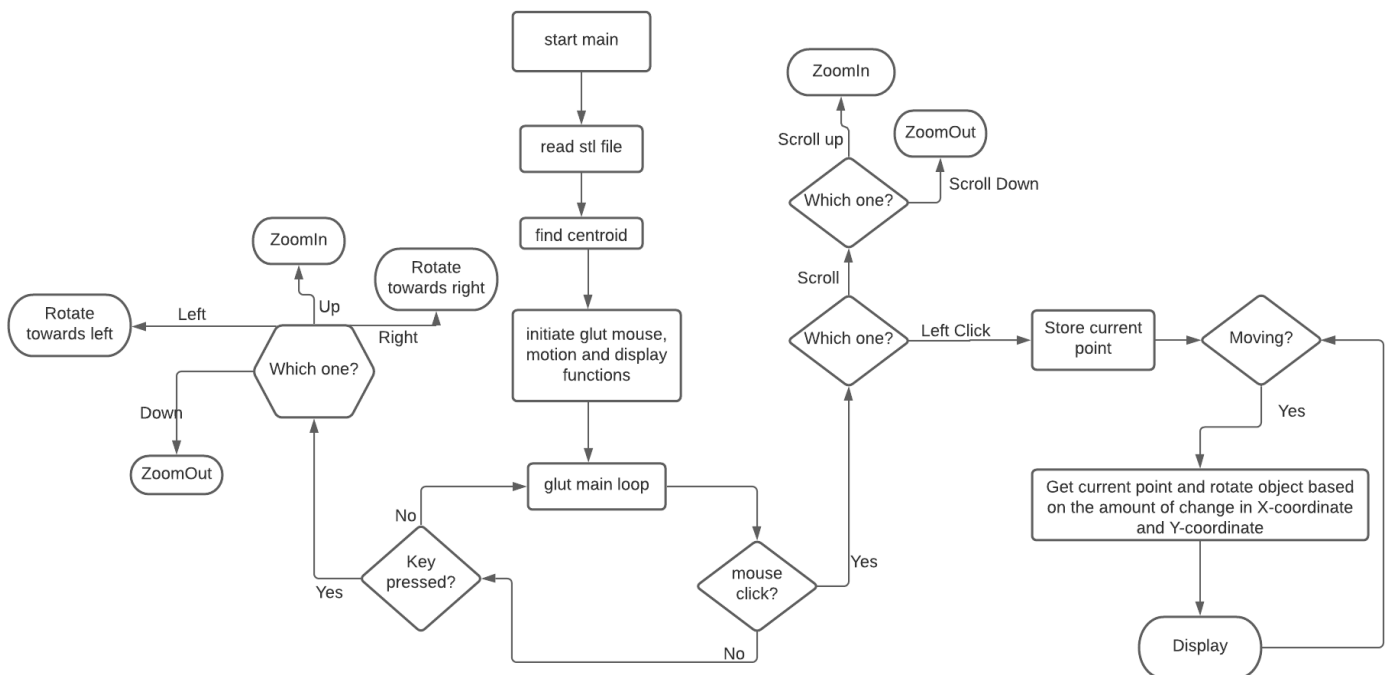 start main
read stl file
find centroid
initiate glut mouse,
motion and display
functions
glut main loop
mouse
click?
Yes
No
Key
pressed?
No
Yes
Which one?
Left
Rotate
towards left
Up
ZoomIn
Right
Rotate
towards right
Down
ZoomOut
Which one?
Scroll
Which one?
Scroll up
ZoomIn
Scroll Down
ZoomOut
Left Click
Store current
point
Moving?
Yes
Get current point and rotate object based
on the amount of change in X-coordinate
and Y-coordinate
Display